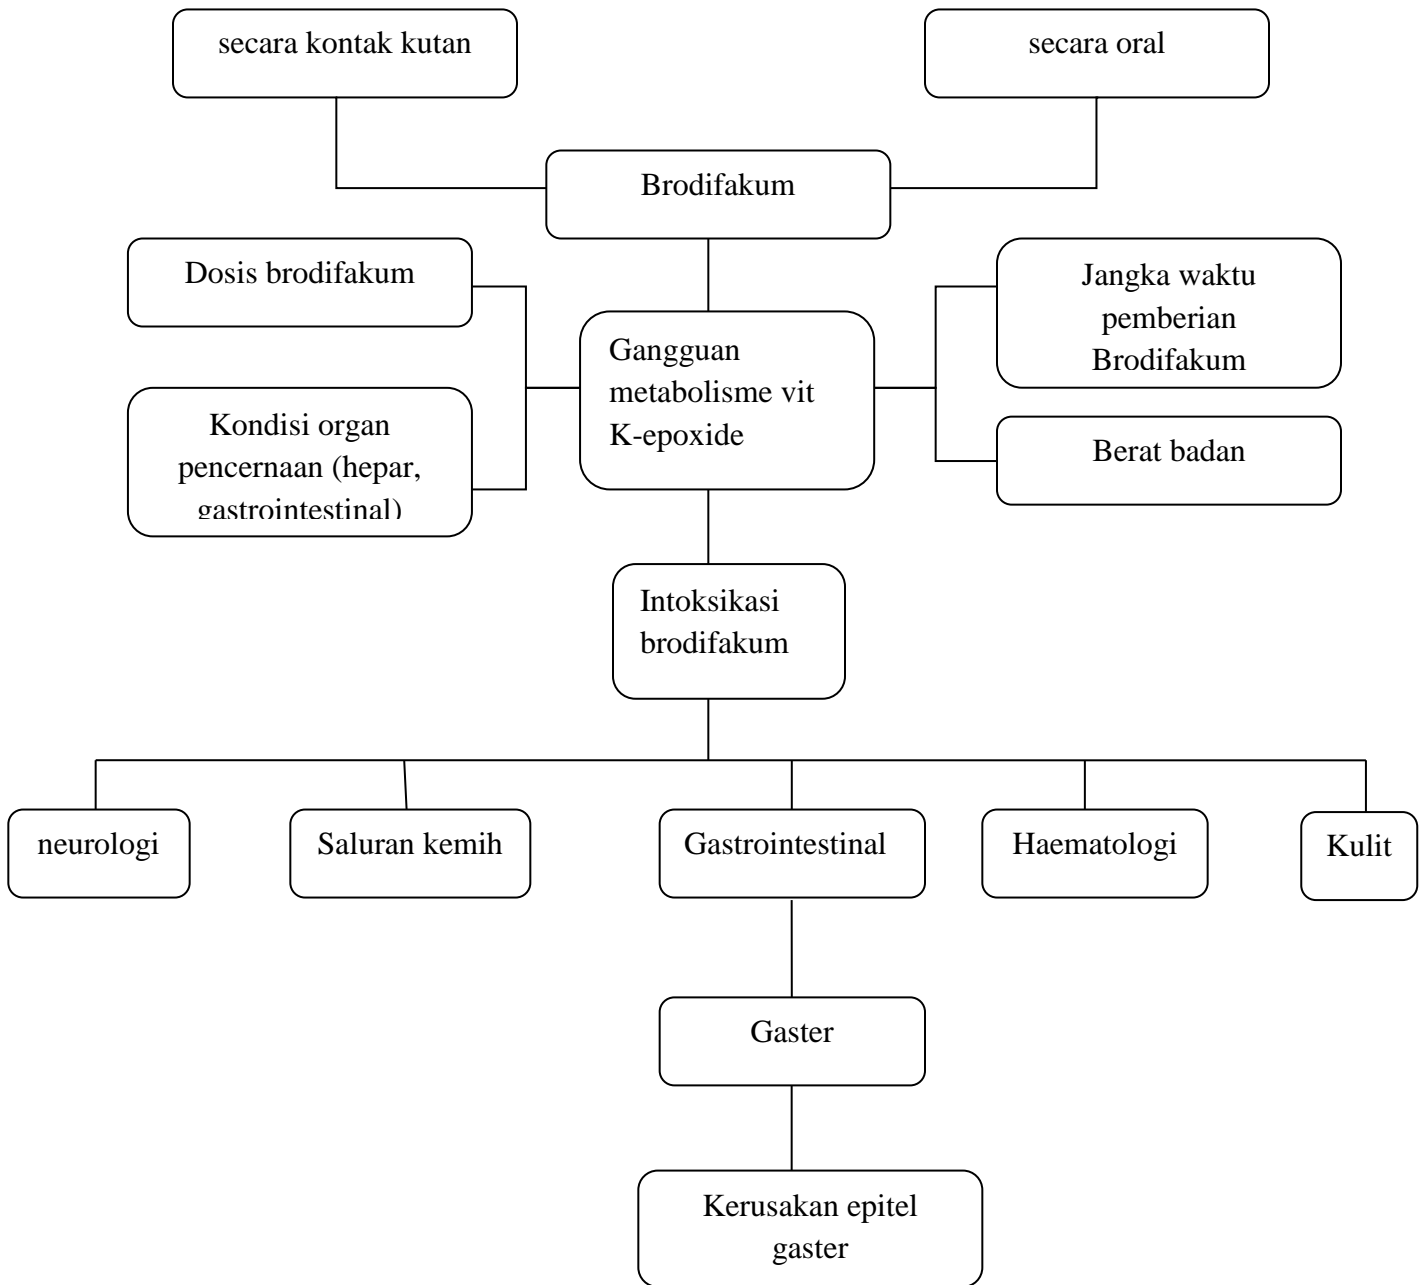 secara kontak kutan
secara oral
Brodifakum
Dosis brodifakum
Jangka waktu
pemberian
Brodifakum
Gangguan
metabolisme vit
K-epoxide
Kondisi organ
pencernaan (hepar,
gastrointestinal)
Berat badan
Intoksikasi
brodifakum
neurologi
Saluran kemih
Gastrointestinal
Haematologi
Kulit
Gaster
Kerusakan epitel
gaster